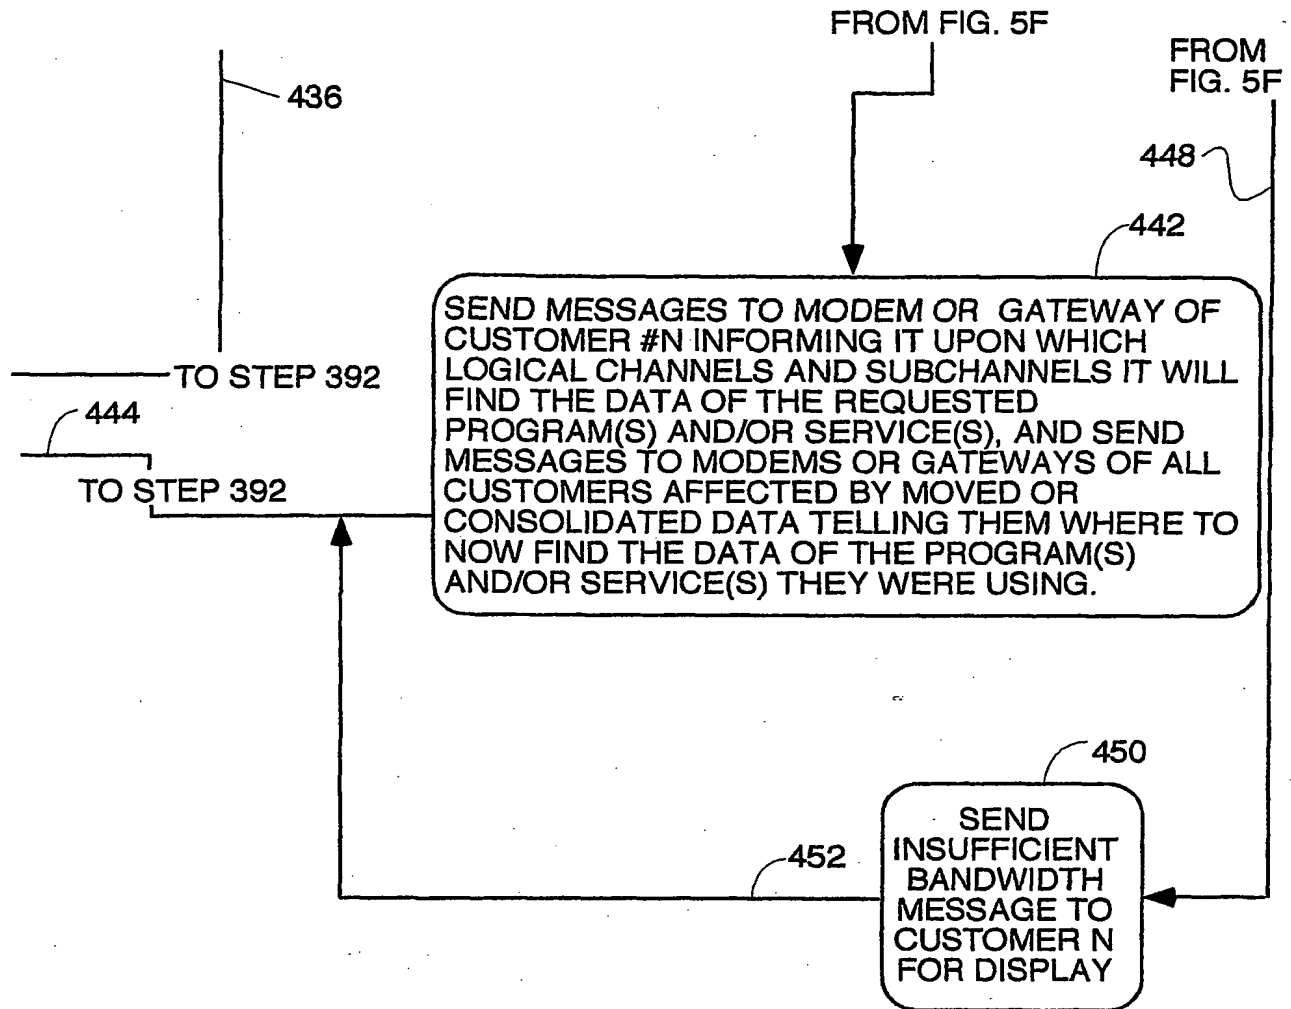 FROM FIG. 5F
FROM
FIG. 5F
436
448
442
SEND MESSAGES TO MODEM OR GATEWAY OF
CUSTOMER #N INFORMING IT UPON WHICH
LOGICAL CHANNELS AND SUBCHANNELS IT WILL
FIND THE DATA OF THE REQUESTED
PROGRAM(S) AND/OR SERVICE(S), AND SEND
MESSAGES TO MODEMS OR GATEWAYS OF ALL
CUSTOMERS AFFECTED BY MOVED OR
CONSOLIDATED DATA TELLING THEM WHERE TO
NOW FIND THE DATA OF THE PROGRAM(S)
AND/OR SERVICE(S) THEY WERE USING.
TO STEP 392
444
TO STEP 392
450
SEND
INSUFFICIENT
BANDWIDTH
MESSAGE TO
CUSTOMER N
FOR DISPLAY
452